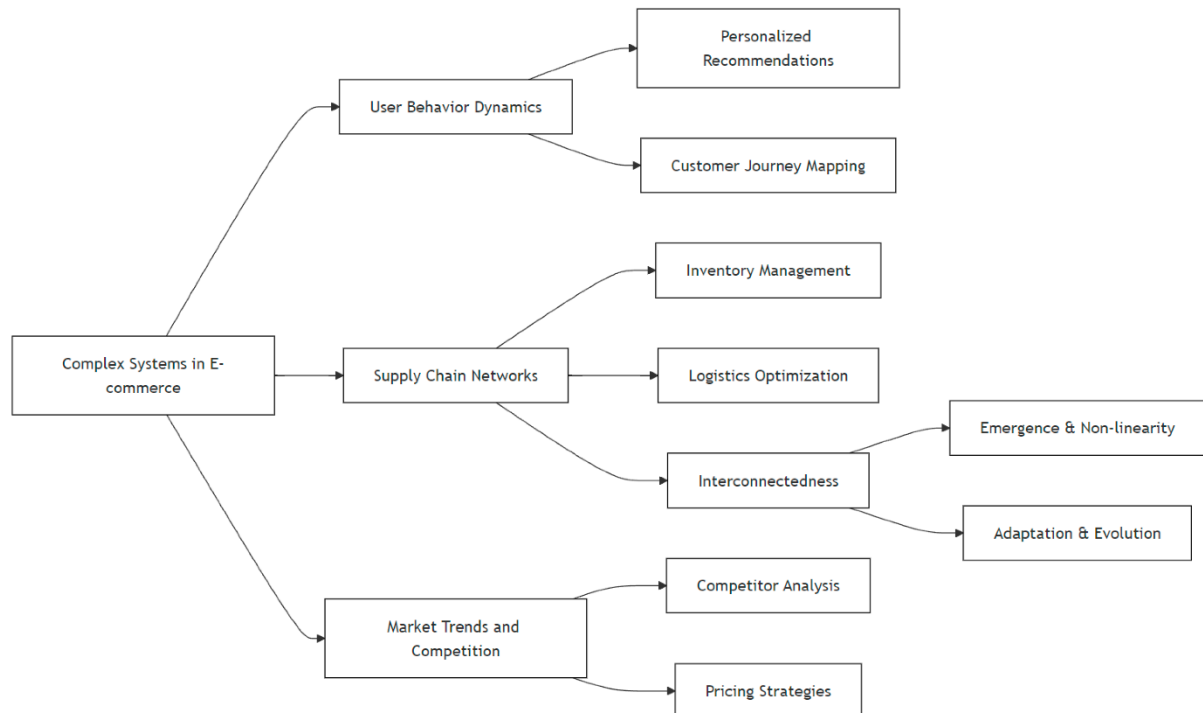 Personalized
Recommendations
User Behavior Dynamics
Customer Journey Mapping
Inventory Management
Complex Systems in E-
commerce
Supply Chain Networks
Logistics Optimization
Emergence & Non-linearity
Interconnectedness
Adaptation & Evolution
Competitor Analysis
Market Trends and
Competition
Pricing Strategies